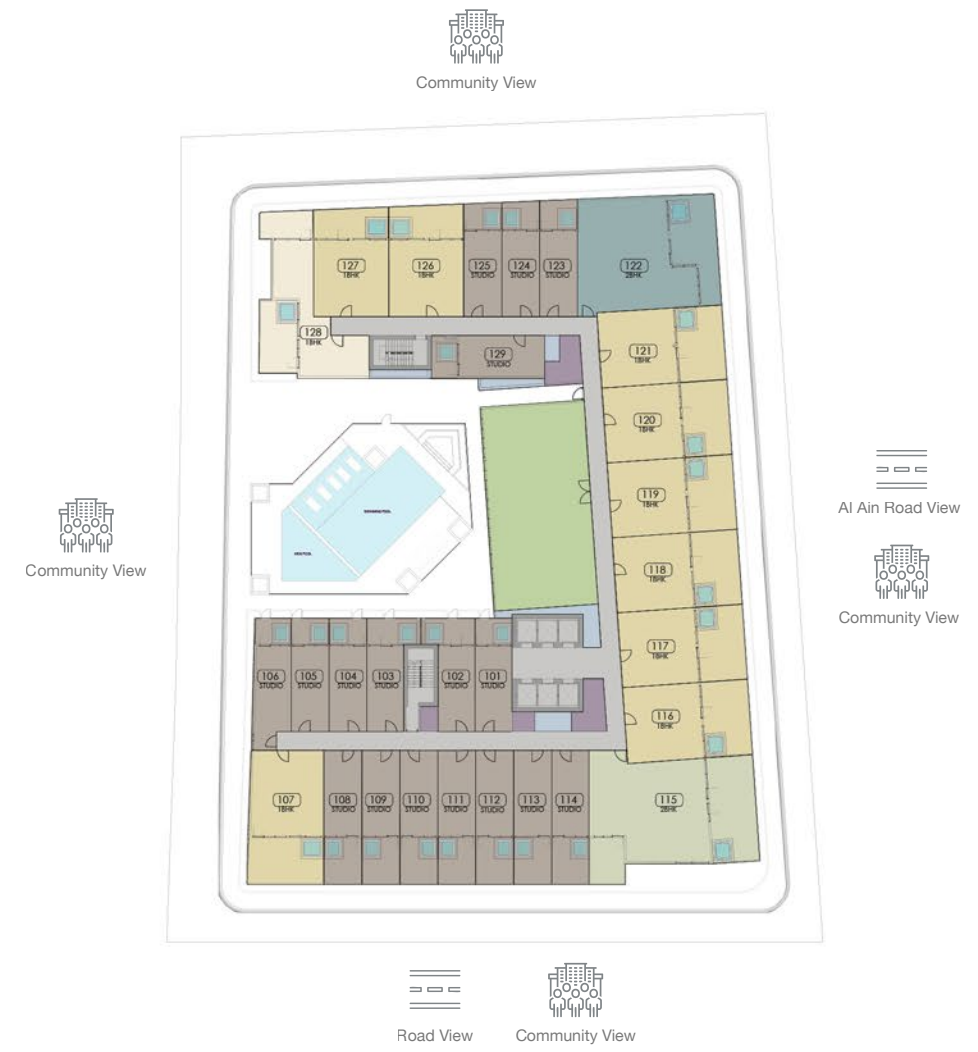 Community View
127
1BHK
126
1BHK
125
STUDIO
124
STUDIO
123
STUDIO
122
2BHK
128
1BHK
129
STUDIO
121
1BHK
120
1BHK
119
1BHK
118
1BHK
117
1BHK
116
1BHK
SWIMMING POOL
Community View
Al Ain Road View
Community View
106
STUDIO
105
STUDIO
104
STUDIO
103
STUDIO
102
STUDIO
101
STUDIO
107
1BHK
108
STUDIO
109
STUDIO
110
STUDIO
111
STUDIO
112
STUDIO
113
STUDIO
114
STUDIO
115
2BHK
Road View
Community View